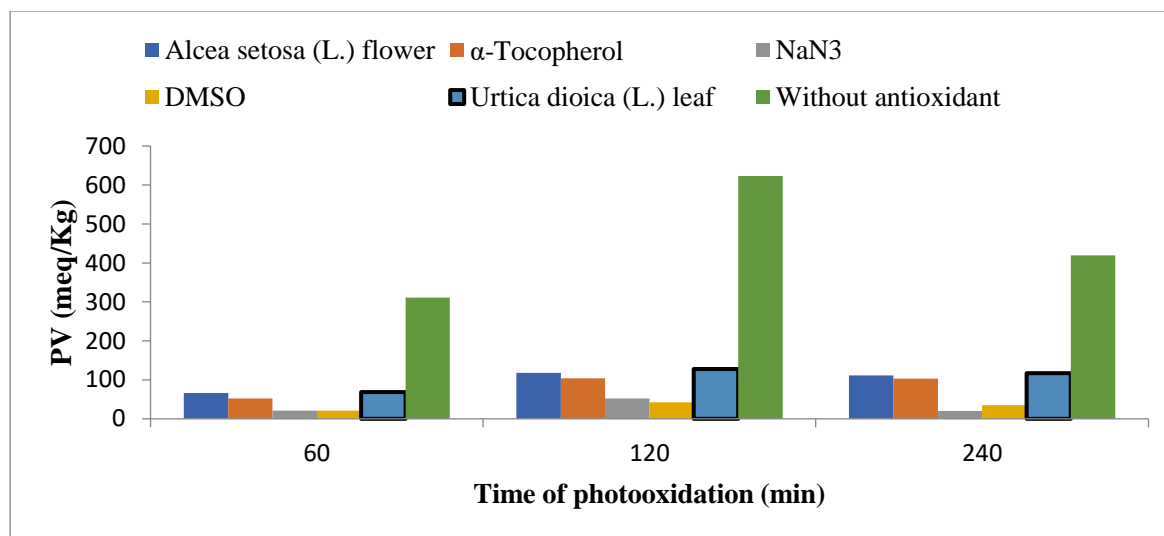 Alcea setosa (L.) flower α-Tocopherol NaN3
DMSO Urtica dioica (L.) leaf Without antioxidant
700
600
500
400
300
200
100
0
PV (meq/Kg)
60 120 240
Time of photooxidation (min)